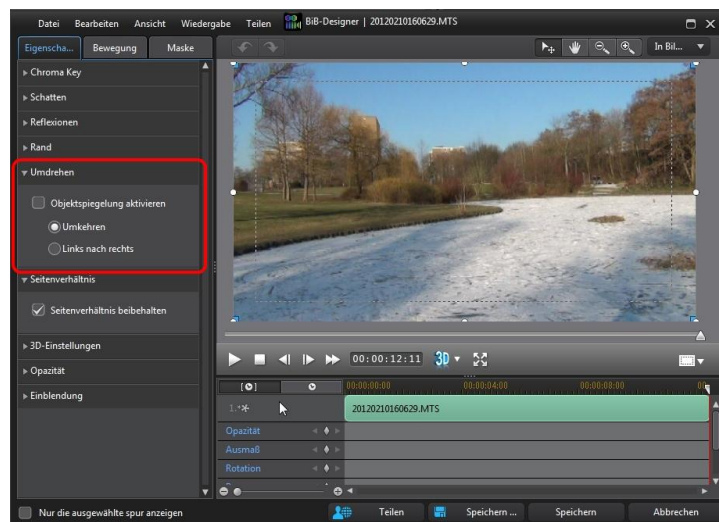 Datei Bearbeiten Ansicht Wiedergabe Teilen BiB-Designer | 20120210160629.MTS
Eigenscha... Bewegung Maske
In Bil...
Chroma Key
Schatten
Reflexionen
Rand
Umdrehen
Objektspiegelung aktivieren
Umkehren
Links nach rechts
Seitenverhältnis
Seitenverhältnis beibehalten
3D-Einstellungen
Opazität
Einblendung
00:00:12:11 3D
00:00:00:00 00:00:04:00 00:00:08:00 00
1. 20120210160629.MTS
Opazität
Ausmaß
Rotation
Nur die ausgewählte spur anzeigen
Teilen Speichern ... Speichern Abbrechen